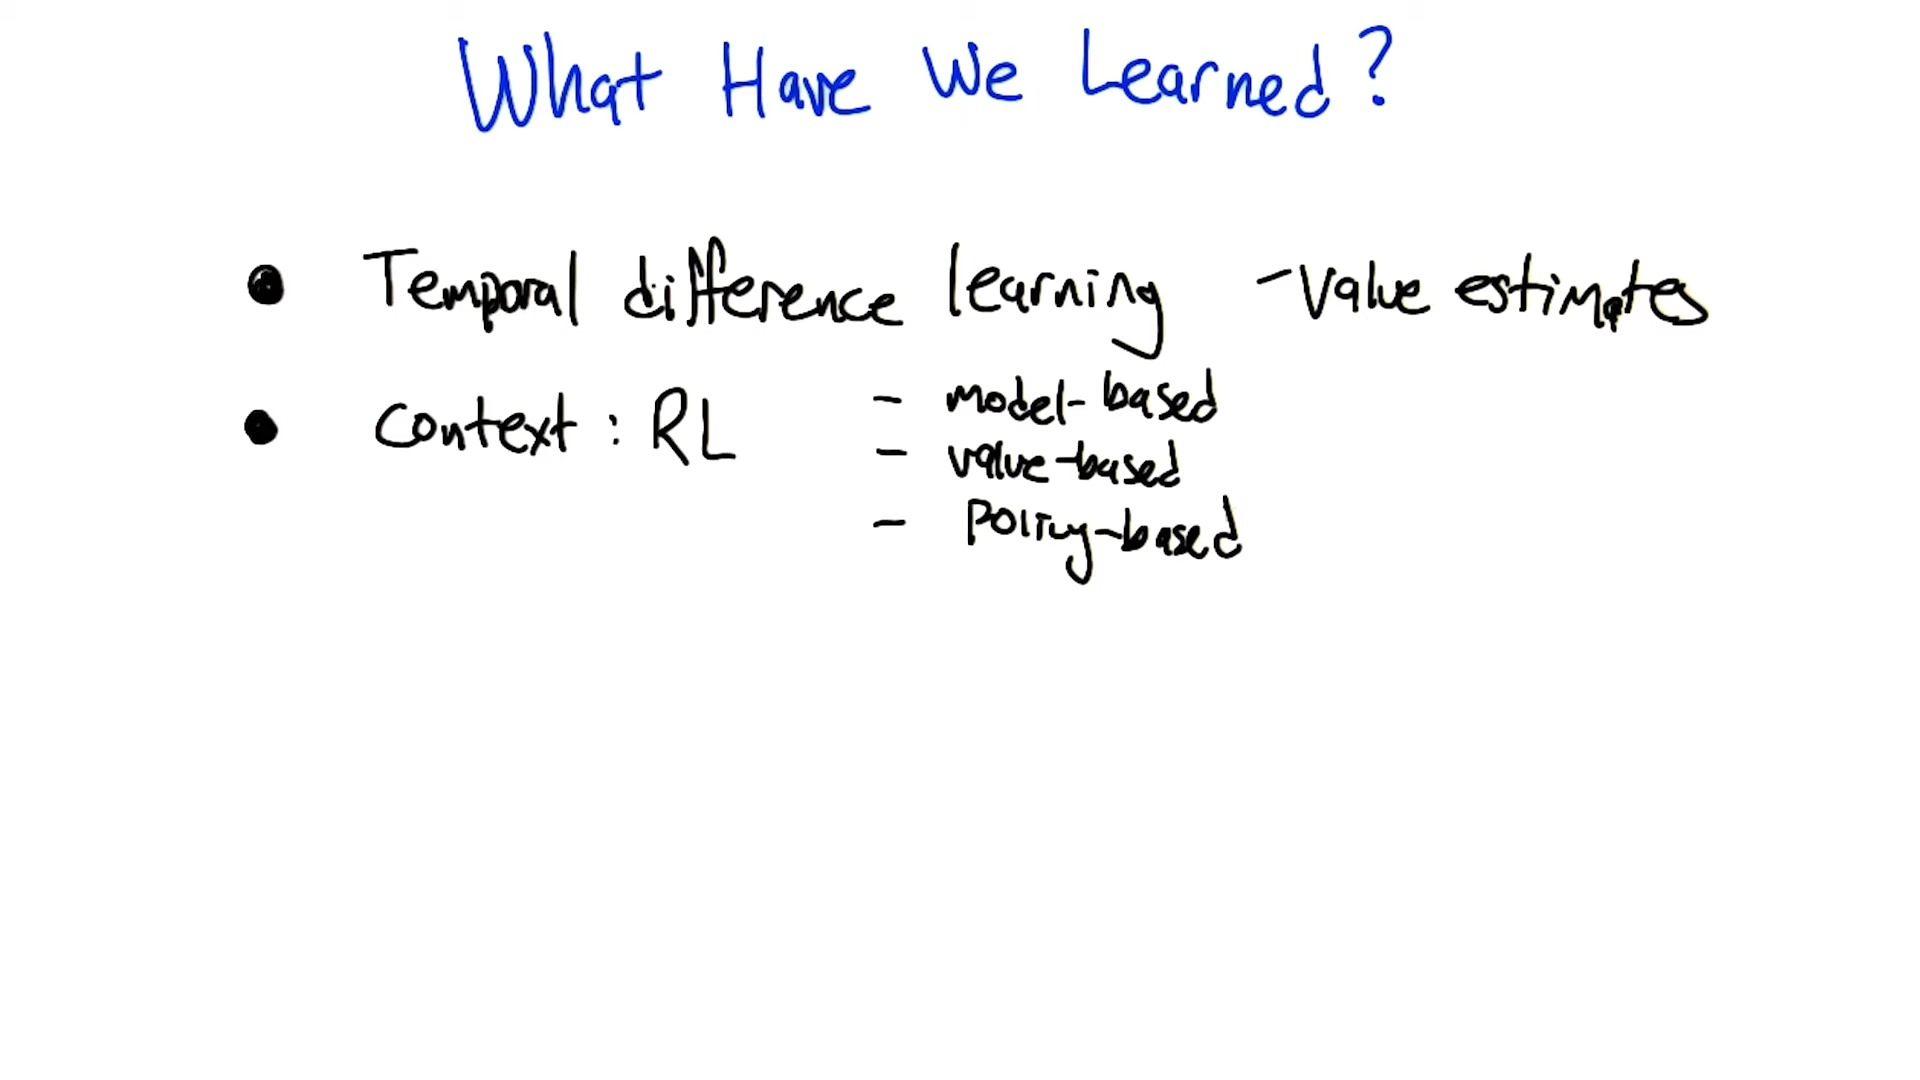 What Have We Learned?
• Temporal difference learning - Value estimates
• Context: RL - model-based
- value-based
- Policy-based